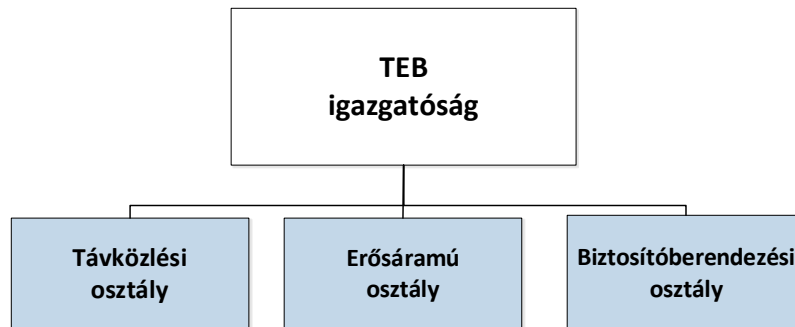 TEB
igazgatóság
Távközlési
osztály
Erősáramú
osztály
Biztosítóberendezési
osztály